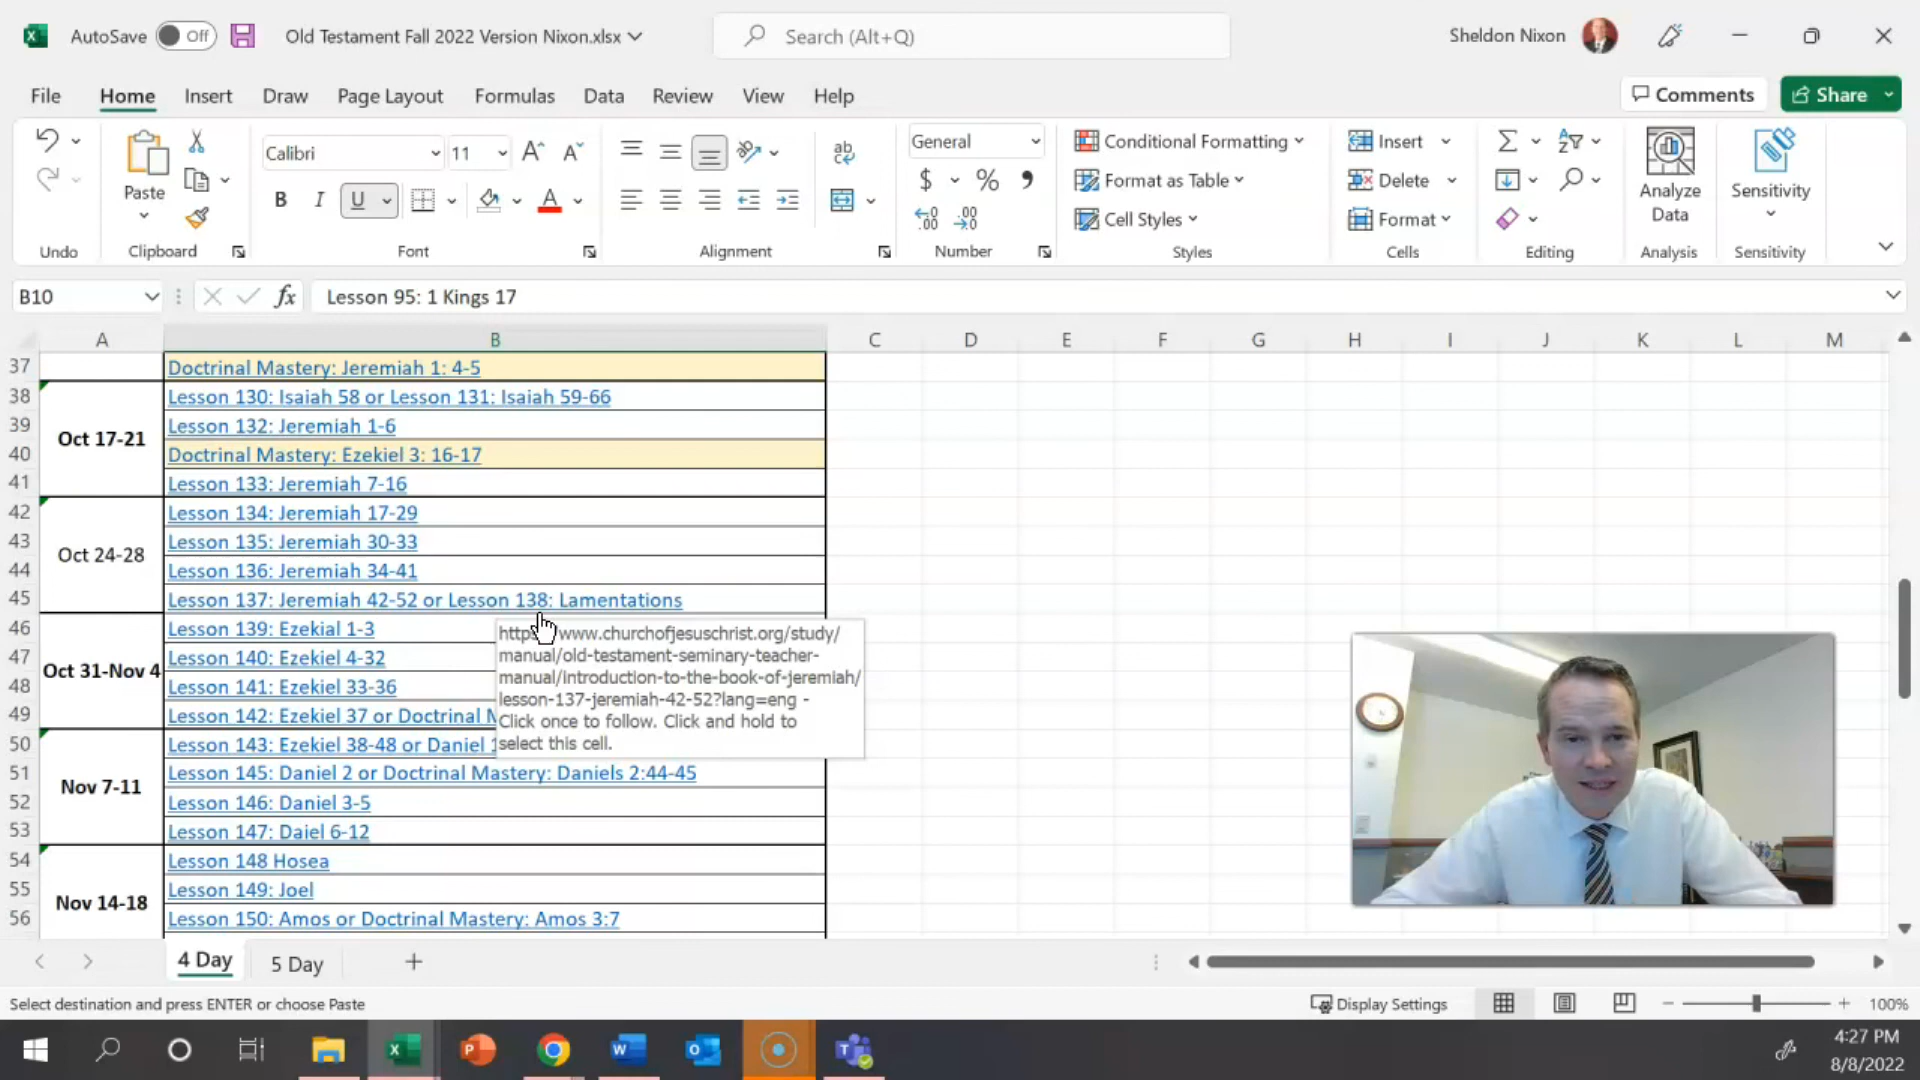 AutoSave Off Old Testament Fall 2022 Version Nixon.xlsx Search (Alt+Q) Sheldon Nixon
File Home Insert Draw Page Layout Formulas Data Review View Help Comments Share
Calibri 11 ab General Conditional Formatting Insert
Paste $ % Format as Table Delete Analyze Data Sensitivity
B I U A Cell Styles Format
Undo Clipboard Font Alignment Number Styles Cells Editing Analysis Sensitivity
B10 fx Lesson 95: 1 Kings 17
A B C D E F G H I J K L M
37 Doctrinal Mastery: Jeremiah 1: 4-5
38 Lesson 130: Isaiah 58 or Lesson 131: Isaiah 59-66
39 Lesson 132: Jeremiah 1-6
Oct 17-21
40 Doctrinal Mastery: Ezekiel 3: 16-17
41 Lesson 133: Jeremiah 7-16
42 Lesson 134: Jeremiah 17-29
43 Lesson 135: Jeremiah 30-33
Oct 24-28
44 Lesson 136: Jeremiah 34-41
45 Lesson 137: Jeremiah 42-52 or Lesson 138: Lamentations
46 Lesson 139: Ezekial 1-3
47 Lesson 140: Ezekiel 4-32
Oct 31-Nov 4
48 Lesson 141: Ezekiel 33-36
49 Lesson 142: Ezekiel 37 or Doctrinal
50 Lesson 143: Ezekiel 38-48 or Daniel
https www.churchofjesuschrist.org/study/
manual/old-testament-seminary-teacher-
manual/introduction-to-the-book-of-jeremiah/
lesson-137-jeremiah-42-52?lang=eng -
Click once to follow. Click and hold to
select this cell.
51 Lesson 145: Daniel 2 or Doctrinal Mastery: Daniels 2:44-45
Nov 7-11
52 Lesson 146: Daniel 3-5
53 Lesson 147: Daiel 6-12
54 Lesson 148 Hosea
55 Lesson 149: Joel
Nov 14-18
56 Lesson 150: Amos or Doctrinal Mastery: Amos 3:7
4 Day 5 Day
Select destination and press ENTER or choose Paste Display Settings 100%
4:27 PM
8/8/2022